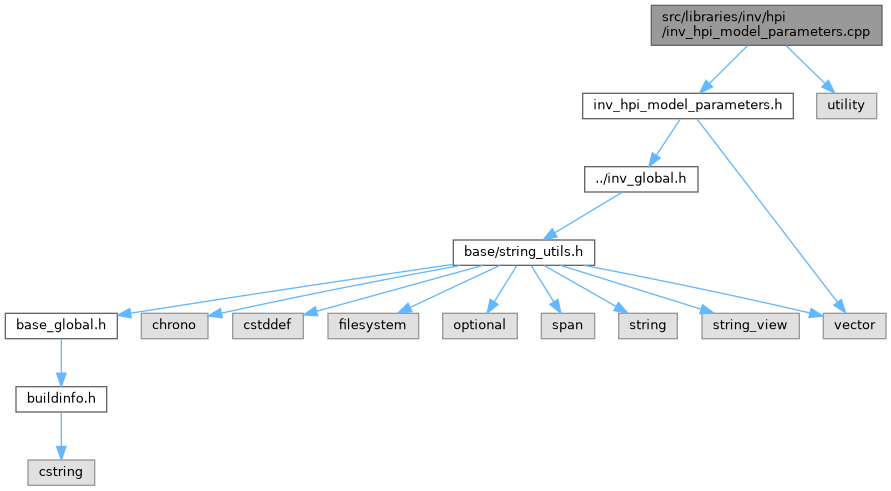 src/libraries/inv/hpi
/inv_hpi_model_parameters.cpp
inv_hpi_model_parameters.h
utility
../inv_global.h
base/string_utils.h
base_global.h
chrono
cstddef
filesystem
optional
span
string
string_view
vector
buildinfo.h
cstring